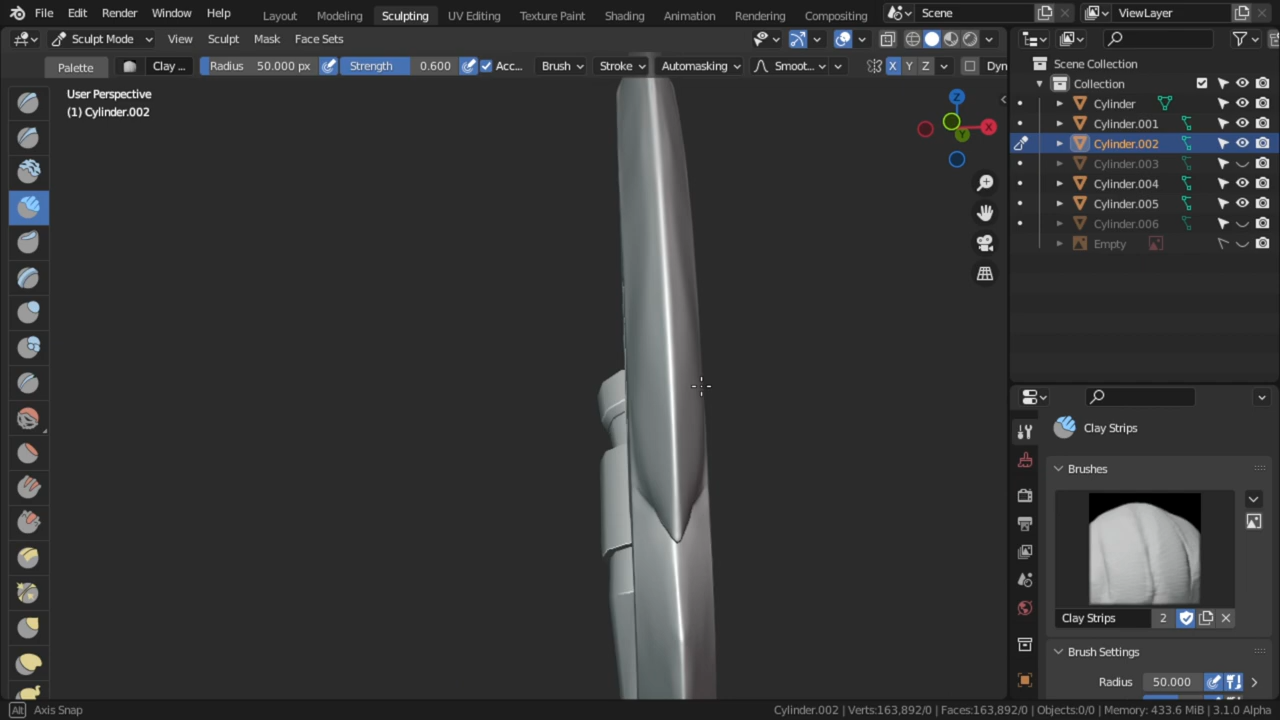 File Edit Render Window Help Layout Modeling Sculpting UV Editing Texture Paint Shading Animation Rendering Compositing Scene ViewLayer
Sculpt Mode View Sculpt Mask Face Sets
Palette Clay ... Radius 50.000 px Strength 0.600 Acc... Brush Stroke Automasking Smoot... X Y Z Dyn
User Perspective
(1) Cylinder.002
Z
X
Y
Scene Collection
Collection
Cylinder
Cylinder.001
Cylinder.002
Cylinder.003
Cylinder.004
Cylinder.005
Cylinder.006
Empty
Clay Strips
Brushes
Clay Strips 2
Brush Settings
Radius 50.000
Alt Axis Snap Cylinder.002 | Verts:163,892/0 | Faces:163,892/0 | Objects:0/0 | Memory: 433.6 MiB | 3.1.0 Alpha